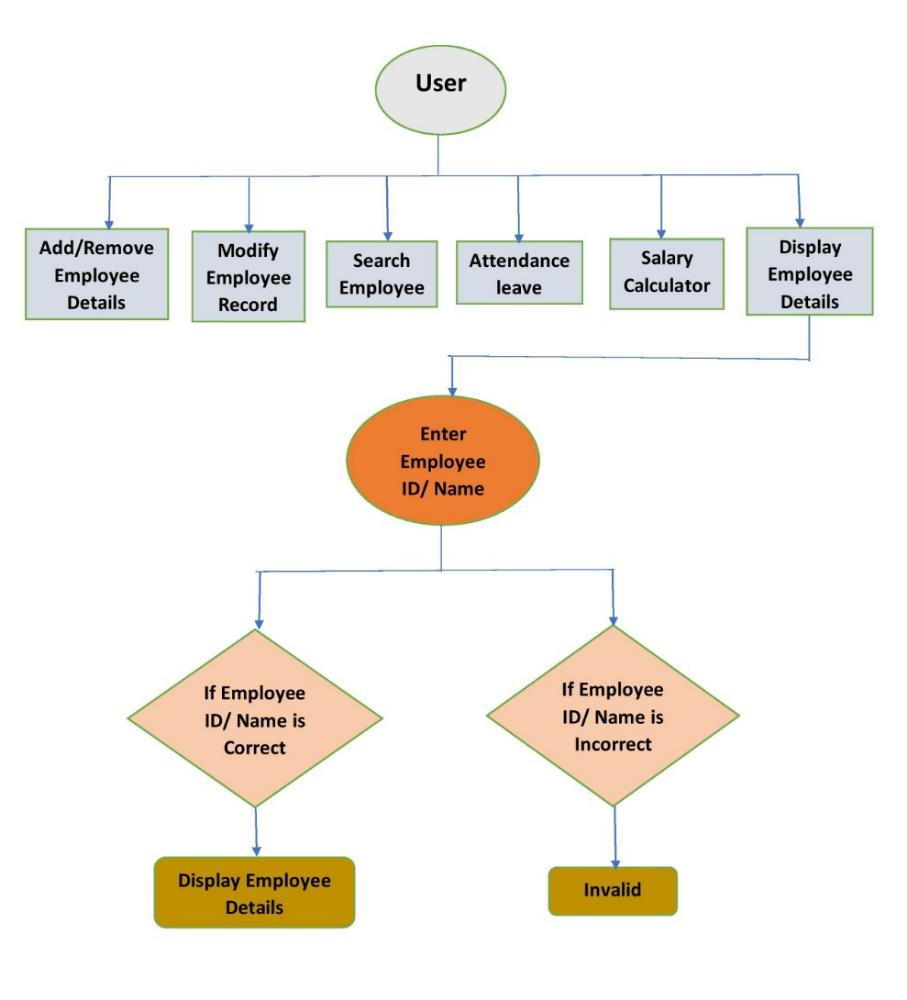 User
Add/Remove
Employee
Details
Modify
Employee
Record
Search
Employee
Attendance
leave
Salary
Calculator
Display
Employee
Details
Enter
Employee
ID/ Name
If Employee
ID/ Name is
Correct
If Employee
ID/ Name is
Incorrect
Display Employee
Details
Invalid